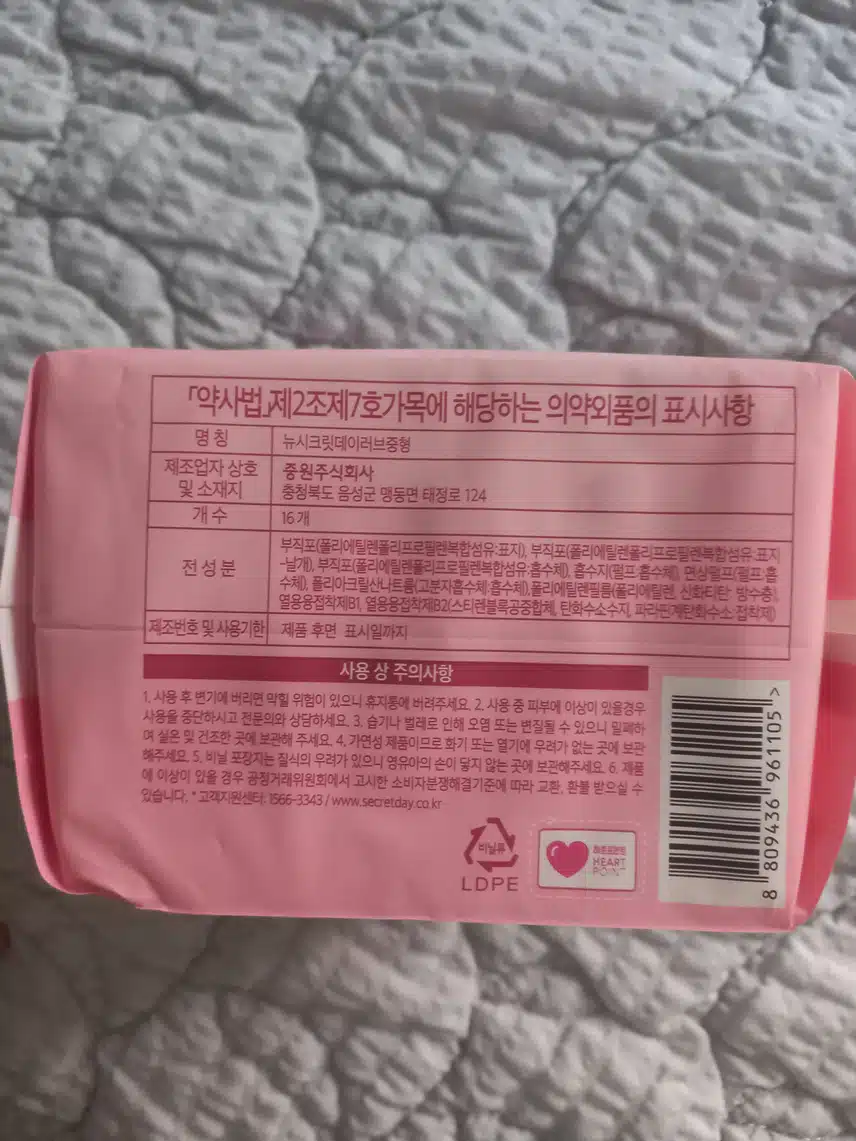 「약사법」제2조제7호가목에 해당하는 의약외품의 표시사항
명 칭 뉴시크릿데이러브중형
제조업자 상호 및 소재지 중원주식회사
충청북도 음성군 맹동면 태정로 124
개 수 16개
전 성 분 부직포(폴리에틸렌폴리프로필렌복합섬유:표지), 부직포(폴리에틸렌폴리프로필렌복합섬유:표지
-날개), 부직포(폴리에틸렌폴리프로필렌복합섬유:흡수체), 흡수지(펄프:흡수체), 면상펄프(펄프:흡
수체), 폴리아크릴산나트륨(고분자흡수체:흡수체),폴리에틸렌필름(폴리에틸렌, 산화티탄: 방수층),
열용융접착제B1, 열용융접착제B2(스티렌블록공중합체, 탄화수소수지, 파라핀계탄화수소:접착제)
제조번호 및 사용기한 제품 후면 표시일까지
사용 상 주의사항
1. 사용 후 변기에 버리면 막힐 위험이 있으니 휴지통에 버려주세요. 2. 사용 중 피부에 이상이 있을경우
사용을 중단하시고 전문의와 상담하세요. 3. 습기나 벌레로 인해 오염 또는 변질될 수 있으니 밀폐하
며 실온 및 건조한 곳에 보관해 주세요. 4. 가연성 제품이므로 화기 또는 열기에 우려가 없는 곳에 보관
해주세요. 5. 비닐 포장지는 질식의 우려가 있으니 영유아의 손이 닿지 않는 곳에 보관해주세요. 6. 제품
에 이상이 있을 경우 공정거래위원회에서 고시한 소비자분쟁해결기준에 따라 교환, 환불 받으실 수
있습니다. * 고객지원센터: 1566-3343 / www.secretday.co.kr
비닐류
LDPE
하트포인트
HEART
POINT
8 809436 961105 >